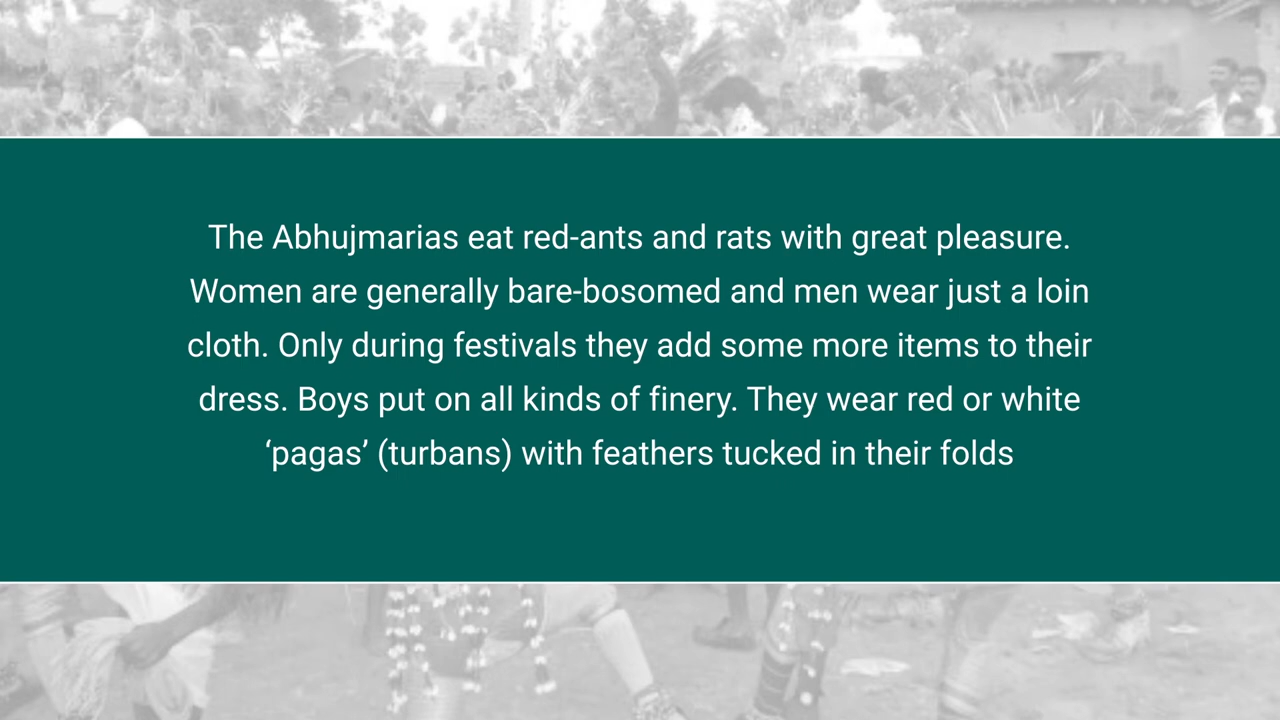 The Abhujmarias eat red-ants and rats with great pleasure.
Women are generally bare-bosomed and men wear just a loin
cloth. Only during festivals they add some more items to their
dress. Boys put on all kinds of finery. They wear red or white
‘pagas’ (turbans) with feathers tucked in their folds